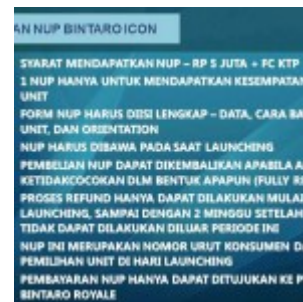 AN NUP BINTARO ICON
SYARAT MENDAPATKAN NUP – RP 5 JUTA + FC KTP
1 NUP HANYA UNTUK MENDAPATKAN KESEMPATAN
UNIT
FORM NUP HARUS DIISI LENGKAP – DATA, CARA BA
UNIT, DAN ORIENTATION
NUP HARUS DIBAWA PADA SAAT LAUNCHING
PEMBELIAN NUP DAPAT DIKEMBALIKAN APABILA A
KETIDAKCOCOKAN DLM BENTUK APAPUN (FULLY R
PROSES REFUND HANYA DAPAT DILAKUKAN MULAI
LAUNCHING, SAMPAI DENGAN 2 MINGGU SETELAH
TIDAK DAPAT DILAKUKAN DILUAR PERIODE INI
NUP INI MERUPAKAN NOMOR URUT KONSUMEN D
PEMILIHAN UNIT DI HARI LAUNCHING
PEMBAYARAN NUP HANYA DAPAT DITUJUKAN KE P
BINTARO ROYALE